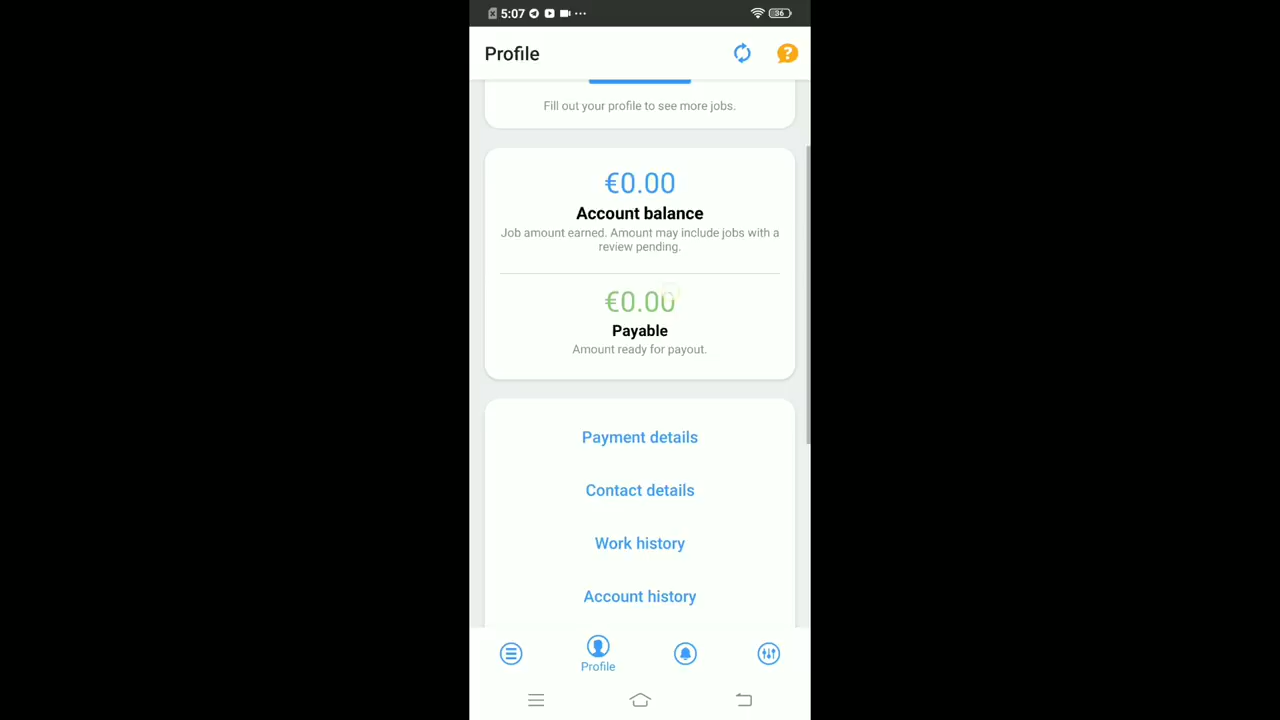 5:07
36
Profile
?
Fill out your profile to see more jobs.
€0.00
Account balance
Job amount earned. Amount may include jobs with a
review pending.
€0.00
Payable
Amount ready for payout.
Payment details
Contact details
Work history
Account history
Profile